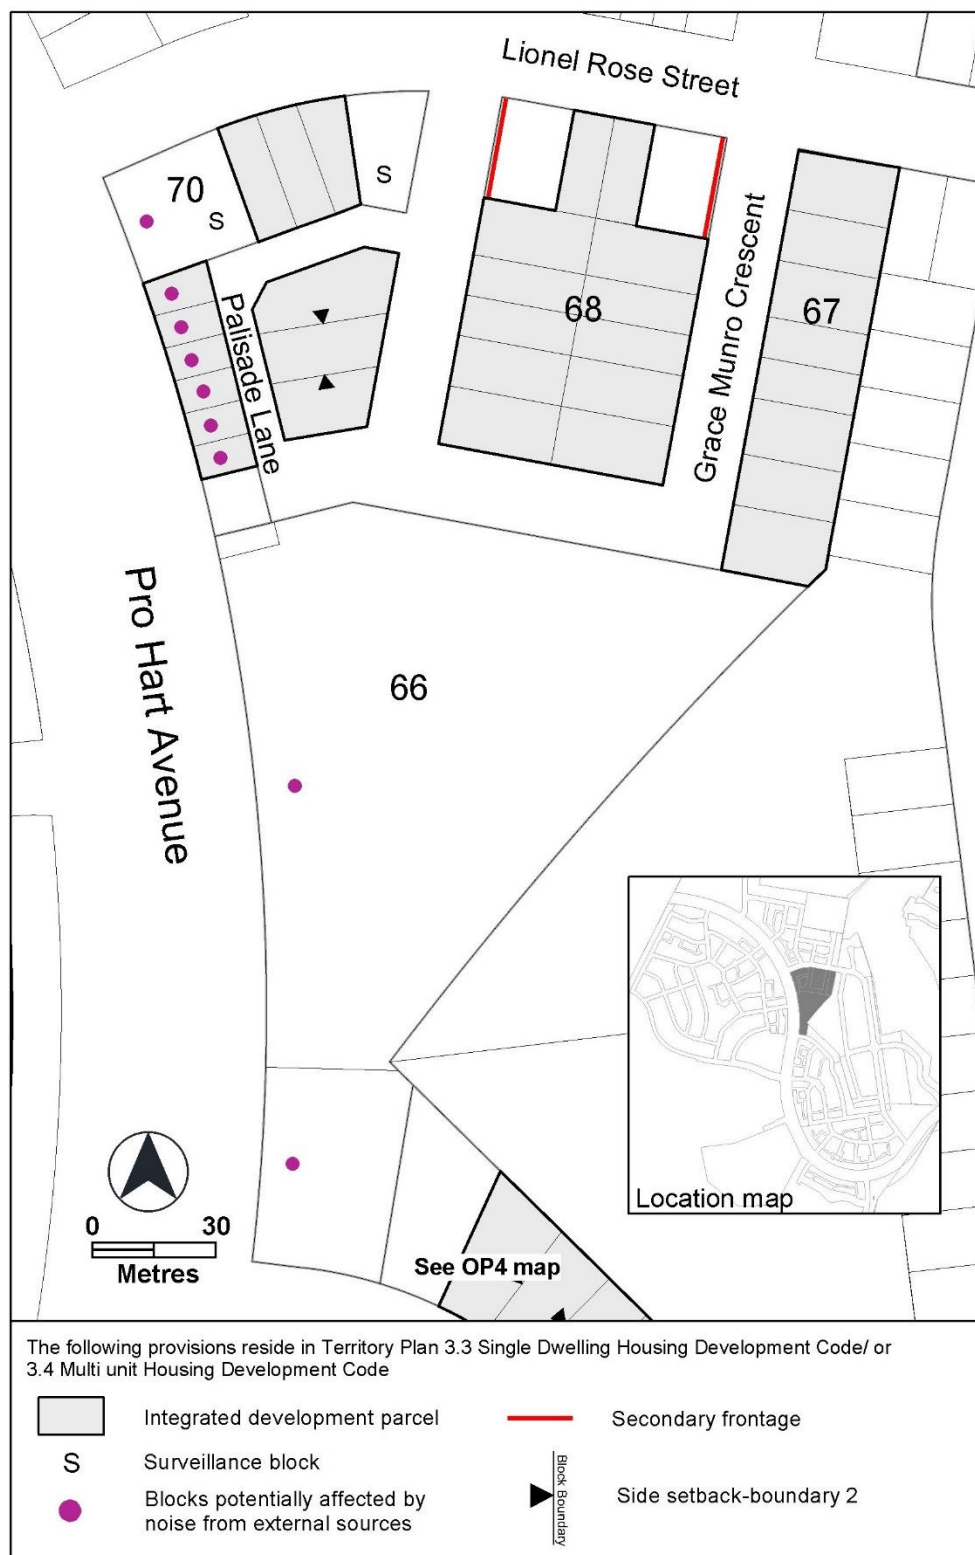 Lionel Rose Street
70
S
S
Palisade Lane
68
Grace Munro Crescent
67
Pro Hart Avenue
66
0 30
Metres
See OP4 map
Location map
The following provisions reside in Territory Plan 3.3 Single Dwelling Housing Development Code/ or
3.4 Multi unit Housing Development Code
Integrated development parcel
Secondary frontage
S
Surveillance block
Blocks potentially affected by
noise from external sources
Block Boundary
Side setback-boundary 2